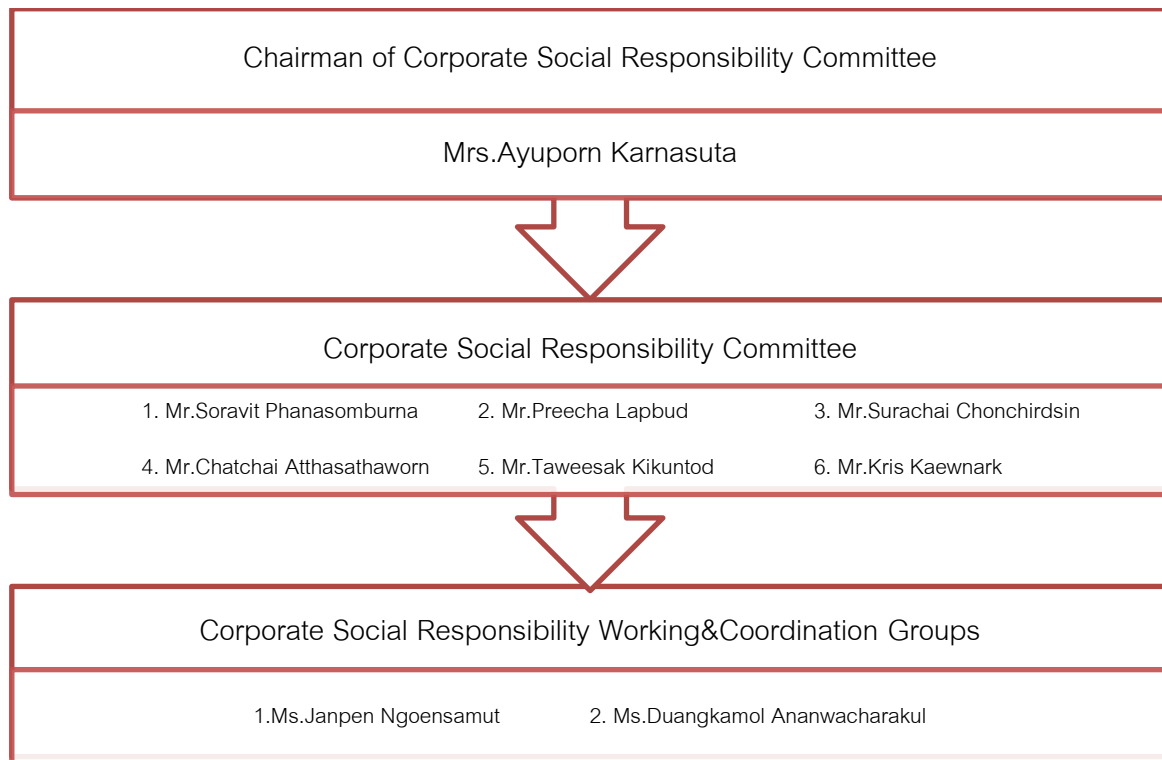 Chairman of Corporate Social Responsibility Committee
Mrs.Ayuporn Karnasuta
Corporate Social Responsibility Committee
1. Mr.Soravit Phanasomburna 2. Mr.Preecha Lapbud 3. Mr.Surachai Chonchirdsin
4. Mr.Chatchai Atthasathaworn 5. Mr.Taweesak Kikuntod 6. Mr.Kris Kaewnark
Corporate Social Responsibility Working&Coordination Groups
1.Ms.Janpen Ngoensamut 2. Ms.Duangkamol Ananwacharakul